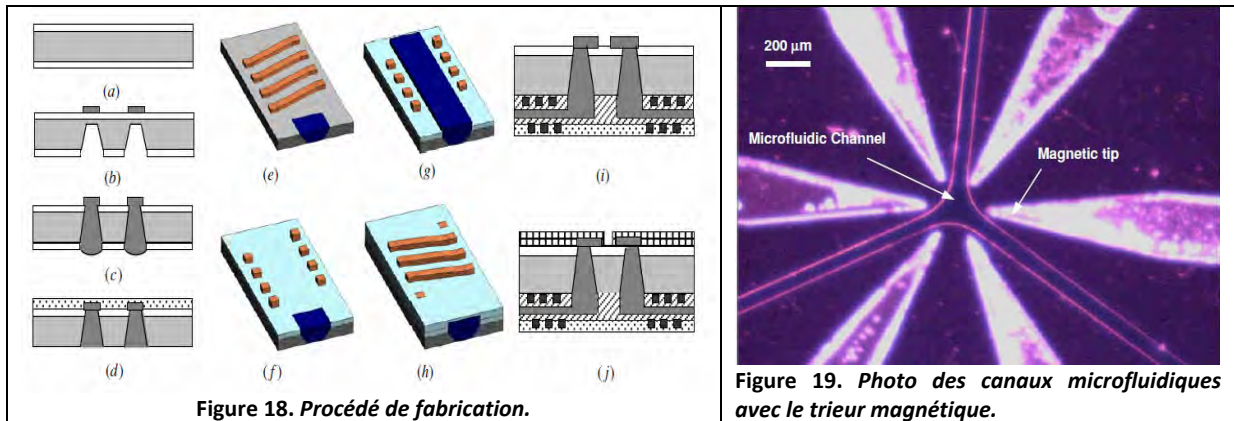 (a)
(b)
(c)
(d)
(e)
(g)
(f)
(h)
(i)
(j)
Figure 18. Procédé de fabrication.
200 µm
Microfluidic Channel
Magnetic tip
Figure 19. Photo des canaux microfluidiques
avec le trieur magnétique.